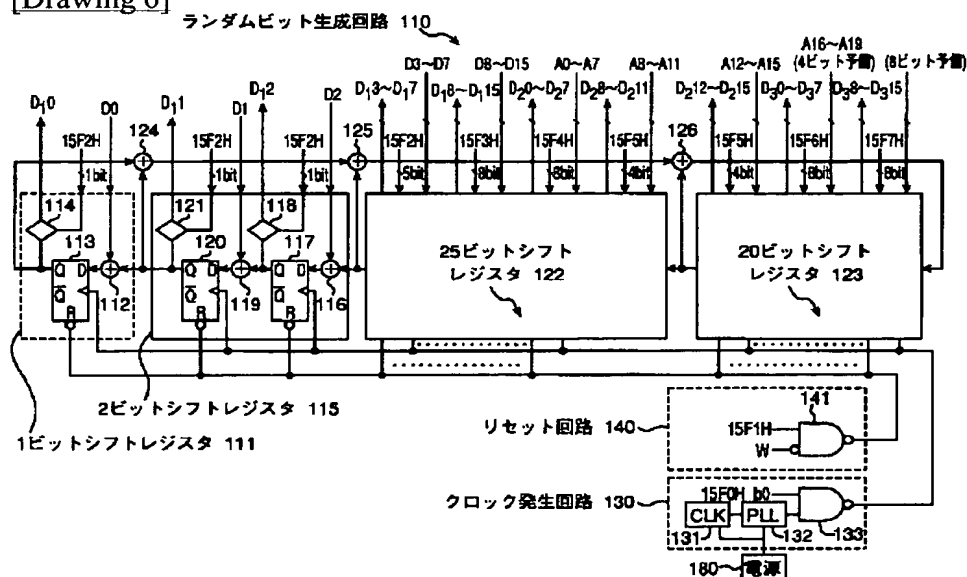 [Drawing 6]
ランダムビット生成回路 110
A16~A19
D3~D7 D8~D15 A0~A7 A8~A11 A12~A15 (4ビット予備) (8ビット予備)
D₁0 D0 D₁1 D1 D₁2 D2 D₁3~D₁7 D₁8~D₁15 D₂0~D₂7 D₂8~D₂11 D₂12~D₂15 D₃0~D₃7 D₃8~D₃15
15F2H 124 15F2H 15F2H 125 15F2H 15F3H 15F4H 15F5H 126 15F5H 15F6H 15F7H
1bit 1bit 1bit 5bit 8bit 8bit 4bit 4bit 8bit 8bit
114 121 118
113 120 117
Q D Q D Q D
Q̄ Q̄ Q̄
R R R
112 119 116
25ビットシフト
レジスタ 122
20ビットシフト
レジスタ 123
2ビットシフトレジスタ 115
1ビットシフトレジスタ 111
リセット回路 140
141
15F1H
W
クロック発生回路 130
15F0H b0
CLK PLL
131 132 133
180 電源